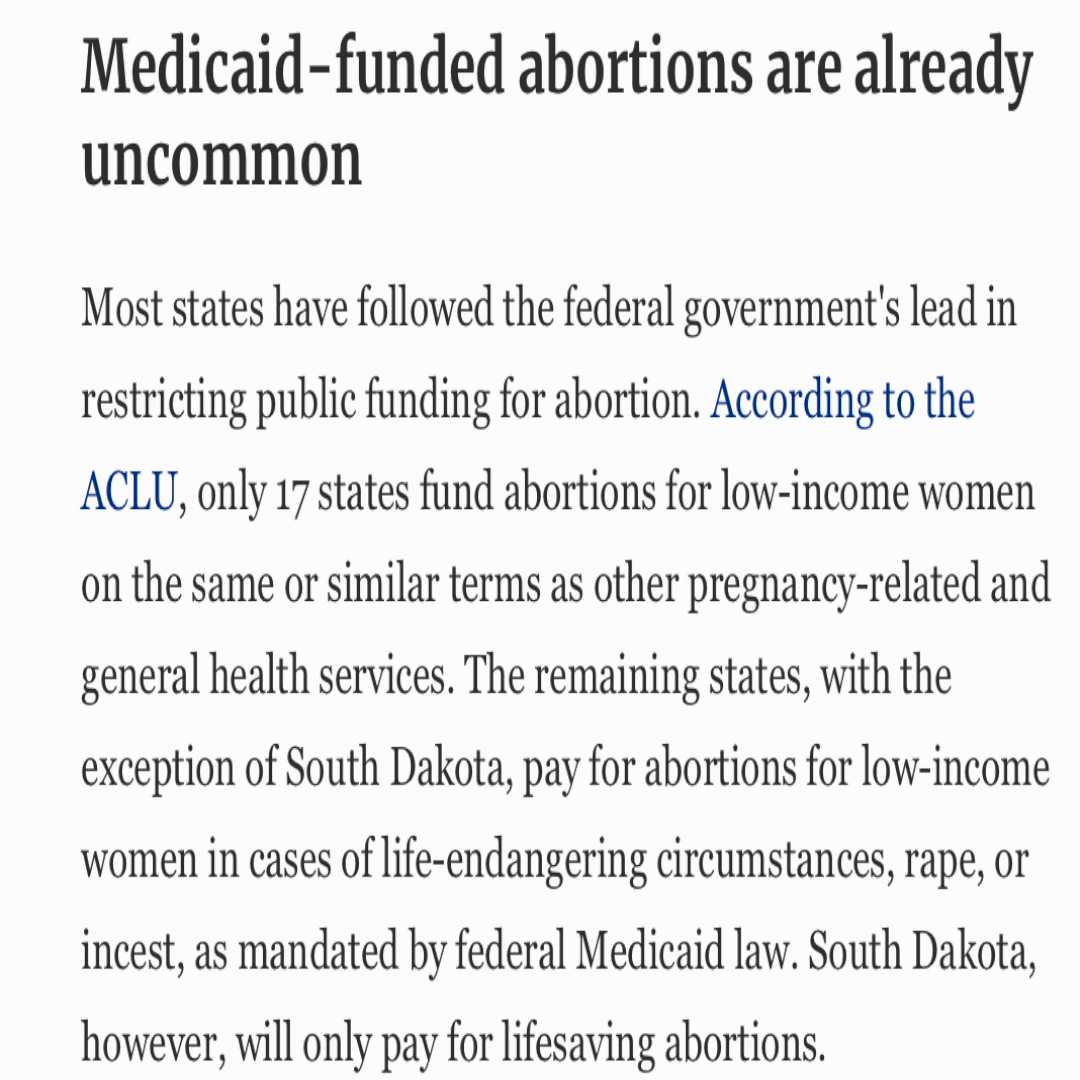 Medicaid-funded abortions are already
uncommon
Most states have followed the federal government's lead in
restricting public funding for abortion. According to the
ACLU, only 17 states fund abortions for low-income women
on the same or similar terms as other pregnancy-related and
general health services. The remaining states, with the
exception of South Dakota, pay for abortions for low-income
women in cases of life-endangering circumstances, rape, or
incest, as mandated by federal Medicaid law. South Dakota,
however, will only pay for lifesaving abortions.